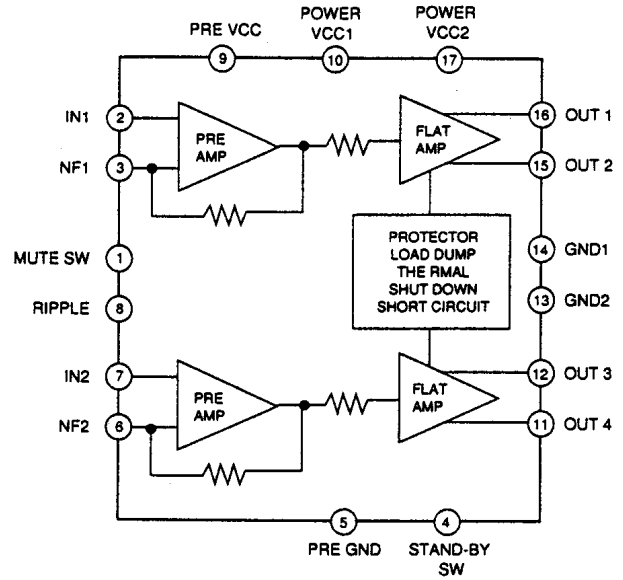 POWER
VCC1
POWER
VCC2
PRE VCC
9
10
17
IN1
2
PRE
AMP
FLAT
AMP
16
OUT 1
NF1
3
15
OUT 2
MUTE SW
1
PROTECTOR
LOAD DUMP
THE RMAL
SHUT DOWN
SHORT CIRCUIT
14
GND1
RIPPLE
8
13
GND2
IN2
7
PRE
AMP
FLAT
AMP
12
OUT 3
NF2
6
11
OUT 4
5
4
PRE GND
STAND-BY
SW